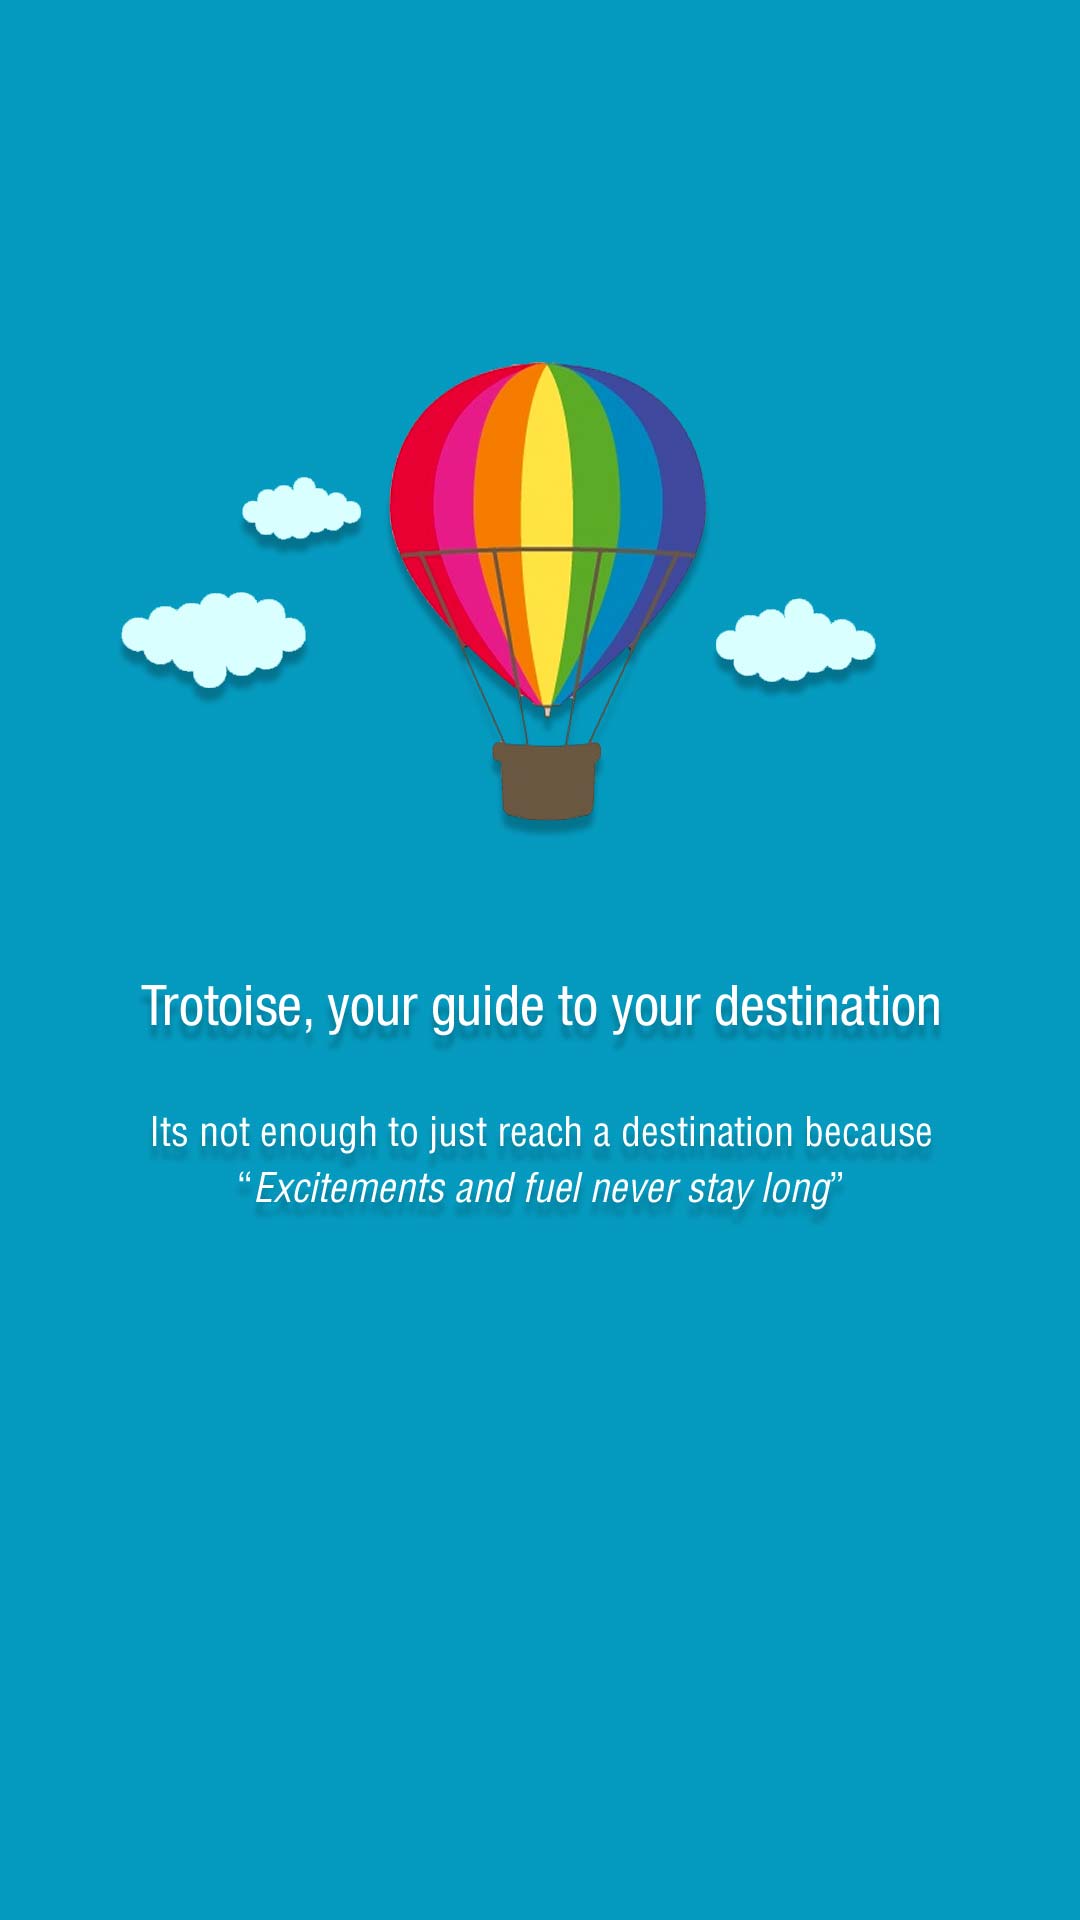 Trotoise, your guide to your destination
Its not enough to just reach a destination because
“Excitements and fuel never stay long”